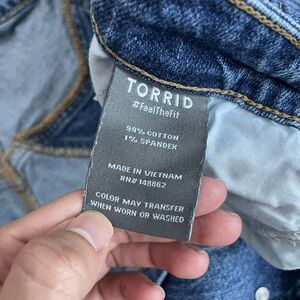 TORRID
#FeelTheFit
99% COTTON
1% SPANDEX
MADE IN VIETNAM
RN# 148862
COLOR MAY TRANSFER
WHEN WORN OR WASHED